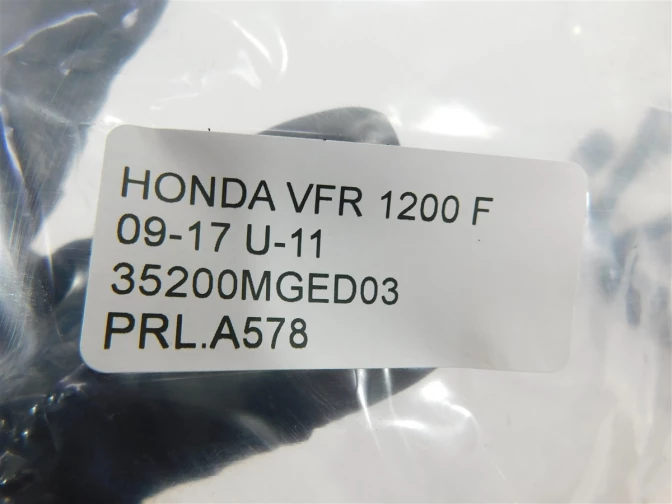 HONDA VFR 1200 F
09-17 U-11
35200MGED03
PRL.A578